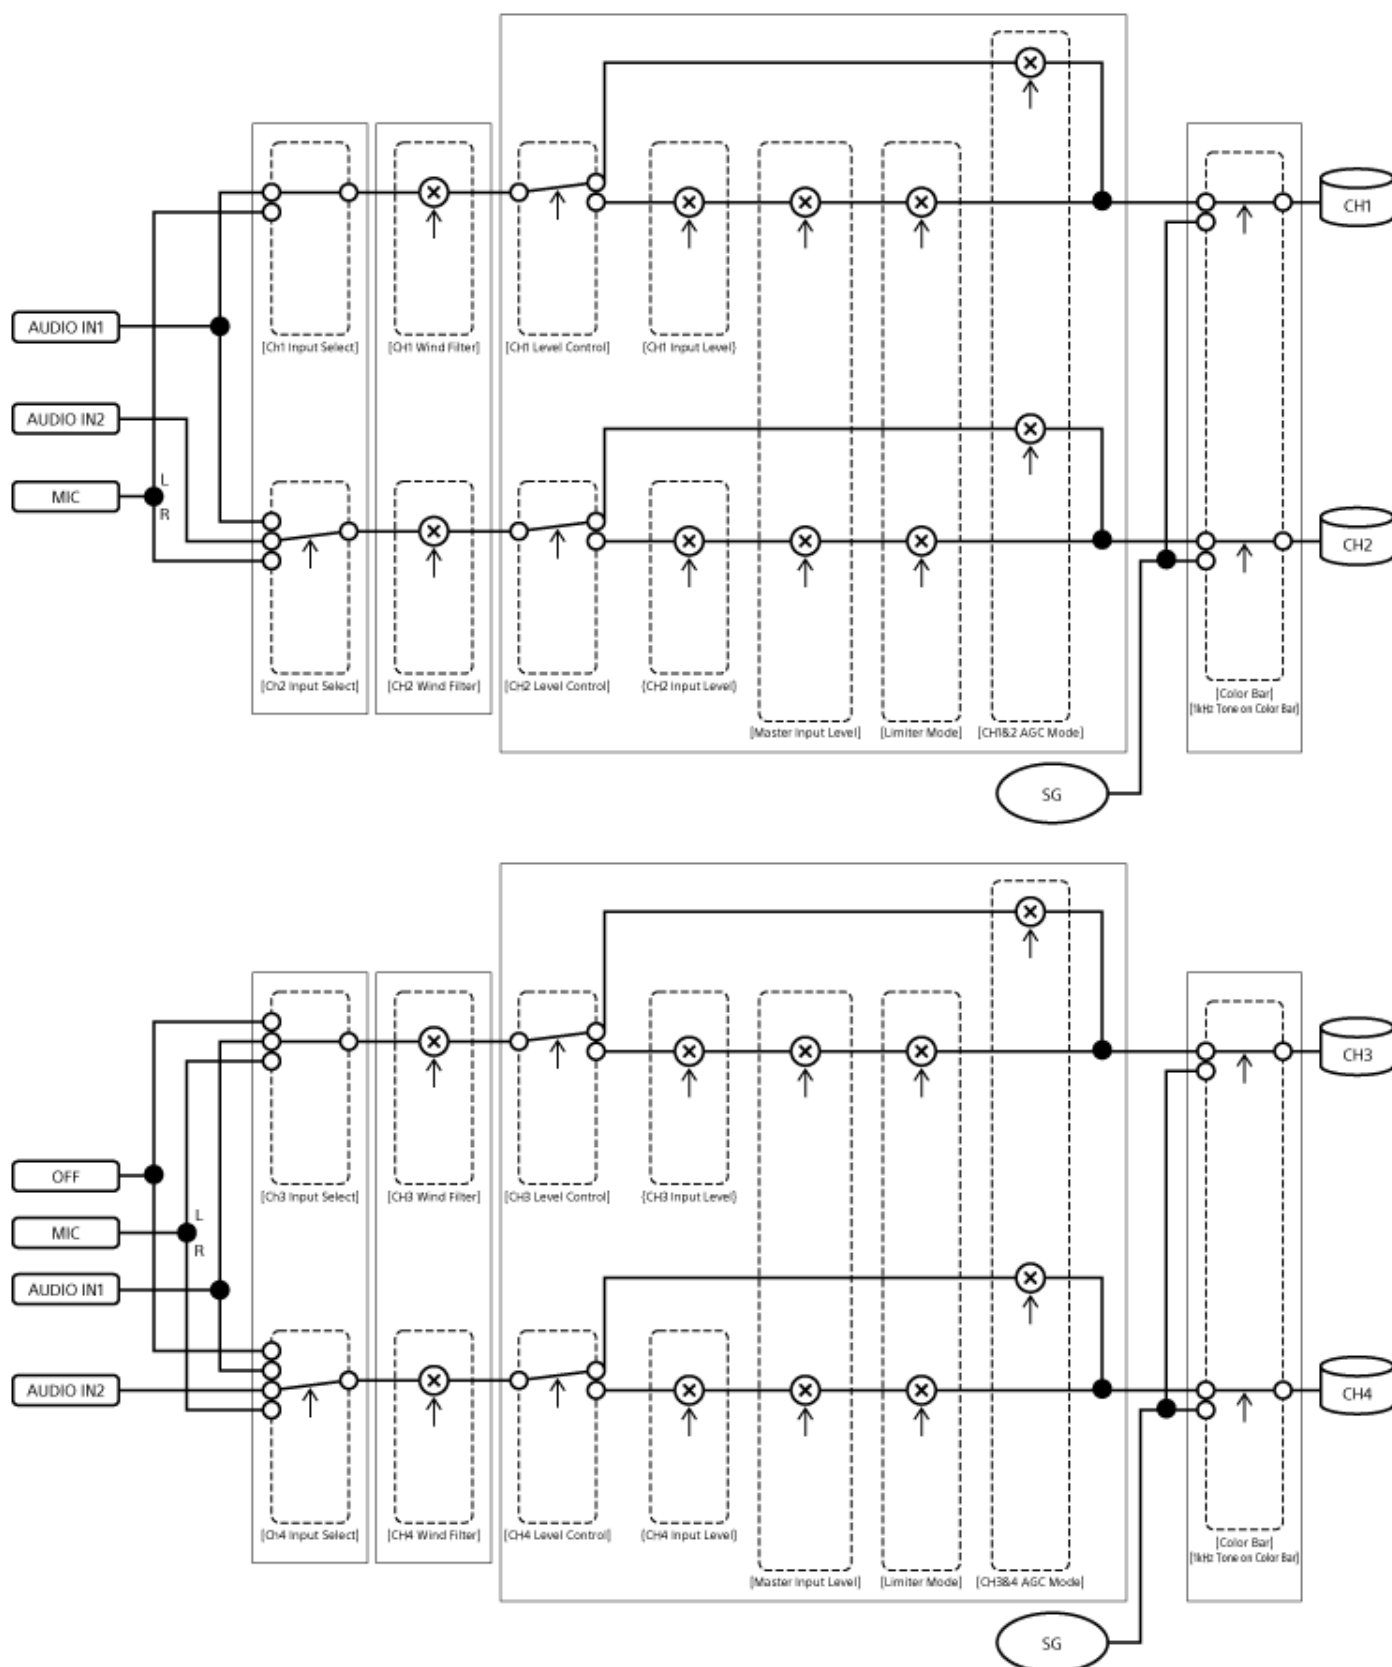 CH1
AUDIO IN1
[Ch1 Input Select]
[CH1 Wind Filter]
[CH1 Level Control]
{CH1 Input Level}
AUDIO IN2
MIC
L
R
CH2
[Ch2 Input Select]
[CH2 Wind Filter]
[CH2 Level Control]
{CH2 Input Level}
[Color Bar]
[1kHz Tone on Color Bar]
[Master Input Level]
[Limiter Mode]
[CH1&2 AGC Mode]
SG
CH3
OFF
[Ch3 Input Select]
[CH3 Wind Filter]
[CH3 Level Control]
{CH3 Input Level}
MIC
L
R
AUDIO IN1
AUDIO IN2
CH4
[Ch4 Input Select]
[CH4 Wind Filter]
[CH4 Level Control]
{CH4 Input Level}
[Color Bar]
[1kHz Tone on Color Bar]
[Master Input Level]
[Limiter Mode]
[CH3&4 AGC Mode]
SG